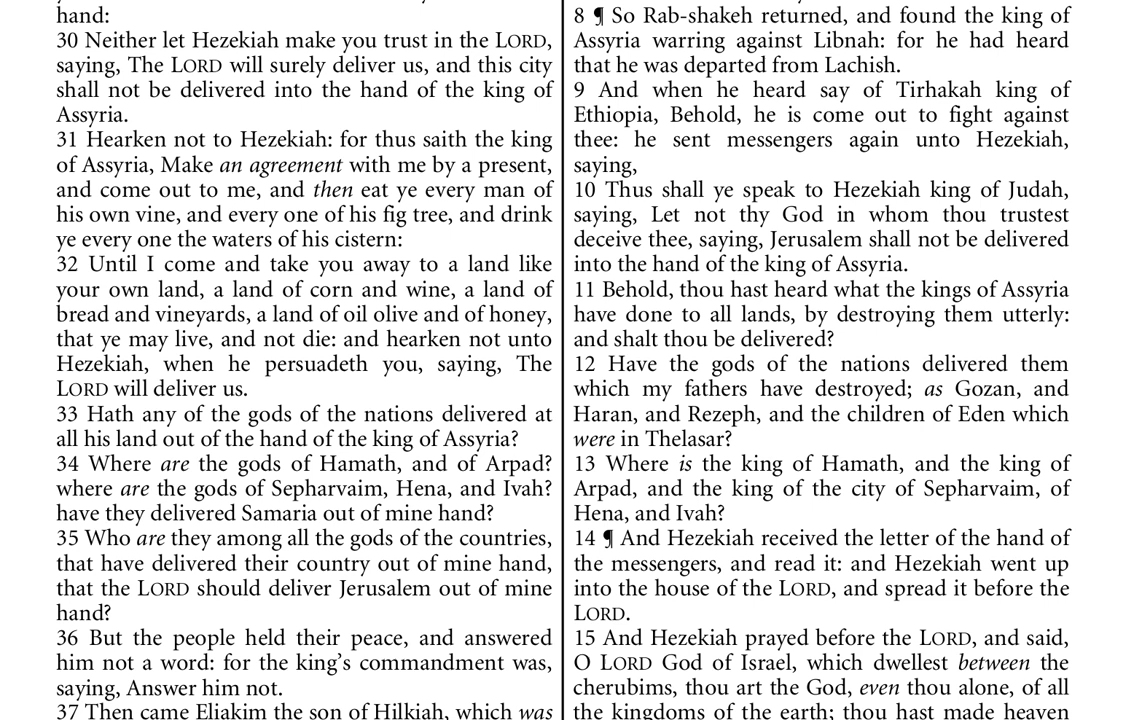 hand:
30 Neither let Hezekiah make you trust in the LORD,
saying, The LORD will surely deliver us, and this city
shall not be delivered into the hand of the king of
Assyria.
31 Hearken not to Hezekiah: for thus saith the king
of Assyria, Make an agreement with me by a present,
and come out to me, and then eat ye every man of
his own vine, and every one of his fig tree, and drink
ye every one the waters of his cistern:
32 Until I come and take you away to a land like
your own land, a land of corn and wine, a land of
bread and vineyards, a land of oil olive and of honey,
that ye may live, and not die: and hearken not unto
Hezekiah, when he persuadeth you, saying, The
LORD will deliver us.
33 Hath any of the gods of the nations delivered at
all his land out of the hand of the king of Assyria?
34 Where are the gods of Hamath, and of Arpad?
where are the gods of Sepharvaim, Hena, and Ivah?
have they delivered Samaria out of mine hand?
35 Who are they among all the gods of the countries,
that have delivered their country out of mine hand,
that the LORD should deliver Jerusalem out of mine
hand?
36 But the people held their peace, and answered
him not a word: for the king’s commandment was,
saying, Answer him not.
37 Then came Eliakim the son of Hilkiah, which was
8 ¶ So Rab-shakeh returned, and found the king of
Assyria warring against Libnah: for he had heard
that he was departed from Lachish.
9 And when he heard say of Tirhakah king of
Ethiopia, Behold, he is come out to fight against
thee: he sent messengers again unto Hezekiah,
saying,
10 Thus shall ye speak to Hezekiah king of Judah,
saying, Let not thy God in whom thou trustest
deceive thee, saying, Jerusalem shall not be delivered
into the hand of the king of Assyria.
11 Behold, thou hast heard what the kings of Assyria
have done to all lands, by destroying them utterly:
and shalt thou be delivered?
12 Have the gods of the nations delivered them
which my fathers have destroyed; as Gozan, and
Haran, and Rezeph, and the children of Eden which
were in Thelasar?
13 Where is the king of Hamath, and the king of
Arpad, and the king of the city of Sepharvaim, of
Hena, and Ivah?
14 ¶ And Hezekiah received the letter of the hand of
the messengers, and read it: and Hezekiah went up
into the house of the LORD, and spread it before the
LORD.
15 And Hezekiah prayed before the LORD, and said,
O LORD God of Israel, which dwellest between the
cherubims, thou art the God, even thou alone, of all
the kingdoms of the earth; thou hast made heaven